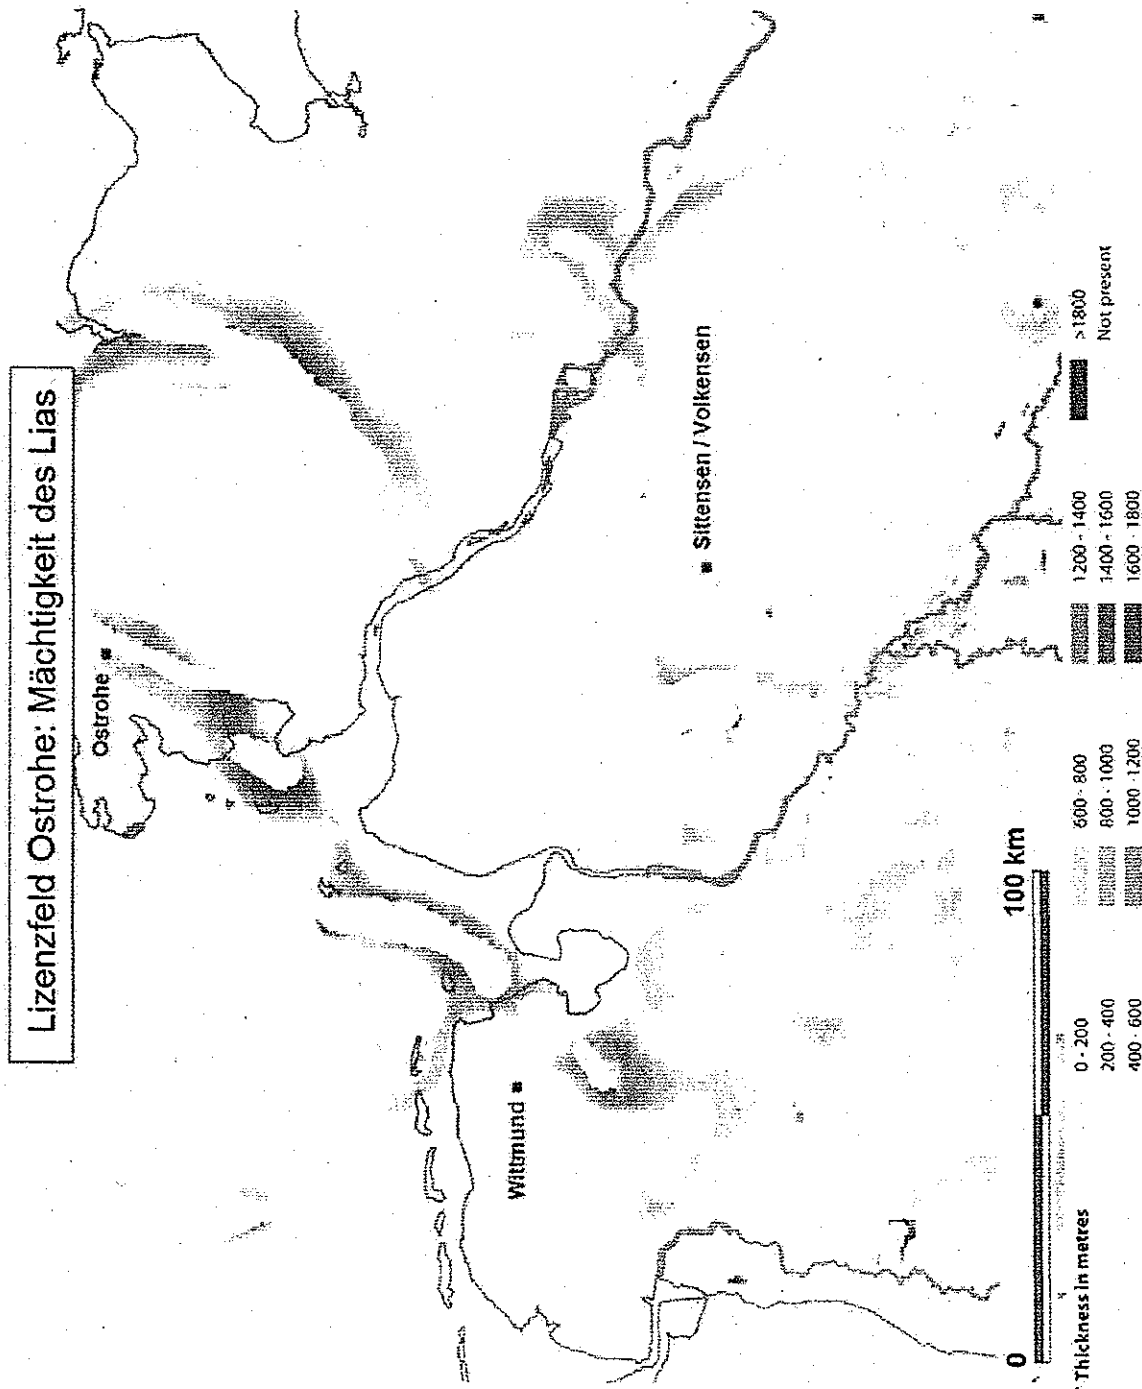 Lizenzfeld Ostrohe: Mächtigkeit des Lias
Ostrohe
Wittmund
Sittensen / Volkensen
0
100 km
Thickness in metres
0 - 200
200 - 400
400 - 600
600 - 800
800 - 1000
1000 - 1200
1200 - 1400
1400 - 1600
1600 - 1800
>1800
Not present